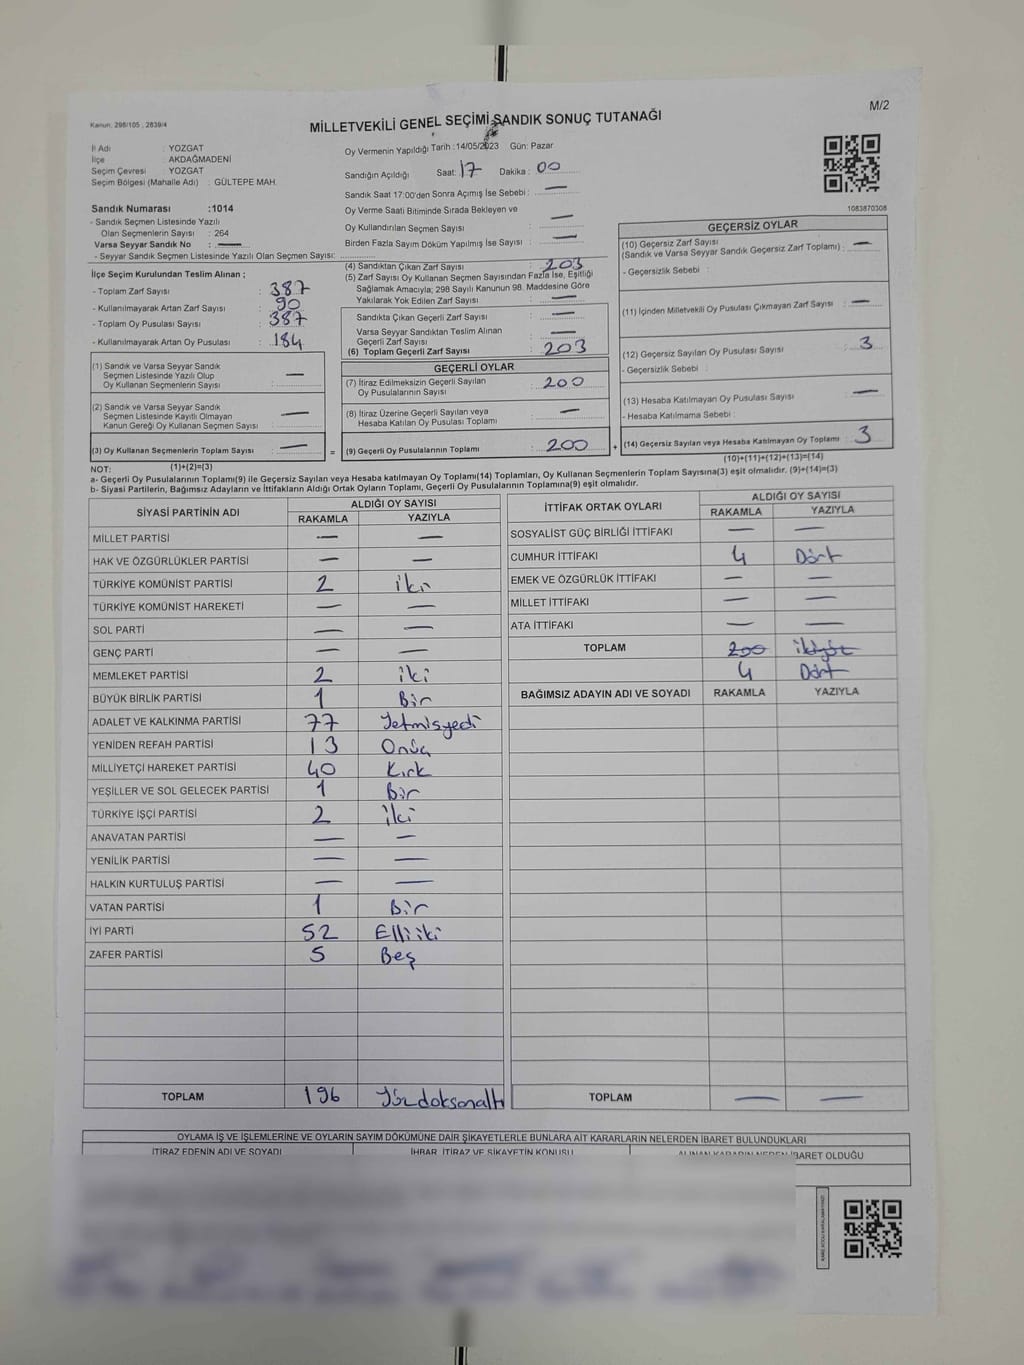 Kanun: 298/105 , 2839/4
M/2
MİLLETVEKİLİ GENEL SEÇİMİ SANDIK SONUÇ TUTANAĞI
İl Adı : YOZGAT
İlçe : AKDAĞMADENİ
Seçim Çevresi : YOZGAT
Seçim Bölgesi (Mahalle Adı) : GÜLTEPE MAH.
Sandık Numarası :1014
- Sandık Seçmen Listesinde Yazılı
Olan Seçmenlerin Sayısı : 264
Varsa Seyyar Sandık No : —
- Seyyar Sandık Seçmen Listesinde Yazılı Olan Seçmen Sayısı:
İlçe Seçim Kurulundan Teslim Alınan ;
- Toplam Zarf Sayısı : 387
- Kullanılmayarak Artan Zarf Sayısı : 90
- Toplam Oy Pusulası Sayısı : 387
- Kullanılmayarak Artan Oy Pusulası : 184
(1) Sandık ve Varsa Seyyar Sandık
Seçmen Listesinde Yazılı Olup
Oy Kullanan Seçmenlerin Sayısı : —
(2) Sandık ve Varsa Seyyar Sandık
Seçmen Listesinde Kayıtlı Olmayan
Kanun Gereği Oy Kullanan Seçmen Sayısı : —
(3) Oy Kullanan Seçmenlerin Toplam Sayısı : —
(1)+(2)=(3)
Oy Vermenin Yapıldığı Tarih :14/05/2023 Gün: Pazar
Sandığın Açıldığı Saat: 17 Dakika : 00
Sandık Saat 17:00'den Sonra Açımış İse Sebebi : —
Oy Verme Saati Bitiminde Sırada Bekleyen ve
Oy Kullandırılan Seçmen Sayısı : —
Birden Fazla Sayım Döküm Yapılmış İse Sayısı : —
(4) Sandıktan Çıkan Zarf Sayısı : 203
(5) Zarf Sayısı Oy Kullanan Seçmen Sayısından Fazla İse, Eşitliği
Sağlamak Amacıyla; 298 Sayılı Kanunun 98. Maddesine Göre
Yakılarak Yok Edilen Zarf Sayısı : —
Sandıkta Çıkan Geçerli Zarf Sayısı : —
Varsa Seyyar Sandıktan Teslim Alınan
Geçerli Zarf Sayısı : —
(6) Toplam Geçerli Zarf Sayısı : 203
GEÇERLİ OYLAR
(7) İtiraz Edilmeksizin Geçerli Sayılan
Oy Pusulalarının Sayısı : 200
(8) İtiraz Üzerine Geçerli Sayılan veya
Hesaba Katılan Oy Pusulası Toplamı : —
= (9) Geçerli Oy Pusulalarının Toplamı : 200 +
1083870308
GEÇERSİZ OYLAR
(10) Geçersiz Zarf Sayısı
(Sandık ve Varsa Seyyar Sandık Geçersiz Zarf Toplamı) : —
- Geçersizlik Sebebi :
(11) İçinden Milletvekili Oy Pusulası Çıkmayan Zarf Sayısı : —
(12) Geçersiz Sayılan Oy Pusulası Sayısı : 3
- Geçersizlik Sebebi :
(13) Hesaba Katılmayan Oy Pusulası Sayısı : —
- Hesaba Katılmama Sebebi :
(14) Geçersiz Sayılan veya Hesaba Katılmayan Oy Toplamı : 3
(10)+(11)+(12)+(13)=(14)
NOT:
a- Geçerli Oy Pusulalarının Toplamı(9) ile Geçersiz Sayılan veya Hesaba katılmayan Oy Toplamı(14) Toplamları, Oy Kullanan Seçmenlerin Toplam Sayısına(3) eşit olmalıdır. (9)+(14)=(3)
b- Siyasi Partilerin, Bağımsız Adayların ve İttifakların Aldığı Ortak Oyların Toplamı, Geçerli Oy Pusulalarının Toplamına(9) eşit olmalıdır.
SİYASİ PARTİNİN ADI ALDIĞI OY SAYISI
RAKAMLA YAZIYLA
MİLLET PARTİSİ — —
HAK VE ÖZGÜRLÜKLER PARTİSİ — —
TÜRKİYE KOMÜNİST PARTİSİ 2 iki
TÜRKİYE KOMÜNİST HAREKETİ — —
SOL PARTİ — —
GENÇ PARTİ — —
MEMLEKET PARTİSİ 2 iki
BÜYÜK BİRLİK PARTİSİ 1 Bir
ADALET VE KALKINMA PARTİSİ 77 Yetmişyedi
YENİDEN REFAH PARTİSİ 13 Onüç
MİLLİYETÇİ HAREKET PARTİSİ 40 Kırk
YEŞİLLER VE SOL GELECEK PARTİSİ 1 Bir
TÜRKİYE İŞÇİ PARTİSİ 2 iki
ANAVATAN PARTİSİ — —
YENİLİK PARTİSİ — —
HALKIN KURTULUŞ PARTİSİ — —
VATAN PARTİSİ 1 Bir
İYİ PARTİ 52 Elliiki
ZAFER PARTİSİ 5 Beş
TOPLAM 196 Yüzdoksanaltı
İTTİFAK ORTAK OYLARI ALDIĞI OY SAYISI
RAKAMLA YAZIYLA
SOSYALİST GÜÇ BİRLİĞİ İTTİFAKI — —
CUMHUR İTTİFAKI 4 Dört
EMEK VE ÖZGÜRLÜK İTTİFAKI — —
MİLLET İTTİFAKI — —
ATA İTTİFAKI — —
TOPLAM 200 ikiyüz
4 Dört
BAĞIMSIZ ADAYIN ADI VE SOYADI RAKAMLA YAZIYLA
TOPLAM — —
OYLAMA İŞ VE İŞLEMLERİNE VE OYLARIN SAYIM DÖKÜMÜNE DAİR ŞİKAYETLERLE BUNLARA AİT KARARLARIN NELERDEN İBARET BULUNDUKLARI
İTİRAZ EDENİN ADI VE SOYADI İHBAR, İTİRAZ VE ŞİKAYETİN KONUSU ALINAN KARARIN NEDEN İBARET OLDUĞU